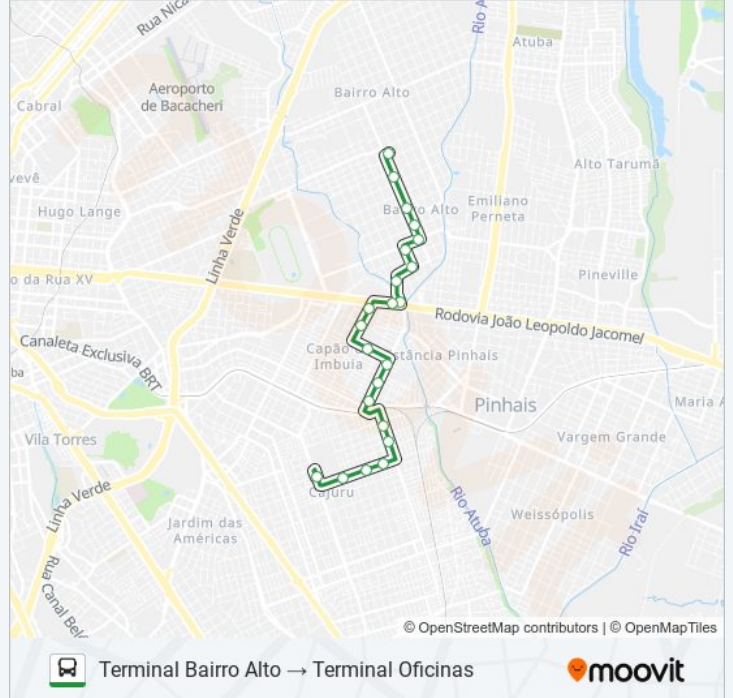 Rua Nica
Rio A
Atuba
Aeroporto
de Bacacheri
Bairro Alto
Cabral
Alto Tarumã
vevê
Emiliano
Perneta
Hugo Lange
Bairro Alto
Linha Verde
Pineville
o da Rua XV
Rodovia João Leopoldo Jacomel
Canaleta Exclusiva BRT
Capão
Imbuia
stância Pinhais
ba
Pinhais
Maria A
Vila Torres
Vargem Grande
Linha Verde
Cajuru
Rio Atuba
Weissópolis
Rio Iraí
Jardim das
Américas
Rua Canal Belé
© OpenStreetMap contributors | © OpenMapTiles
Terminal Bairro Alto → Terminal Oficinas
moovit